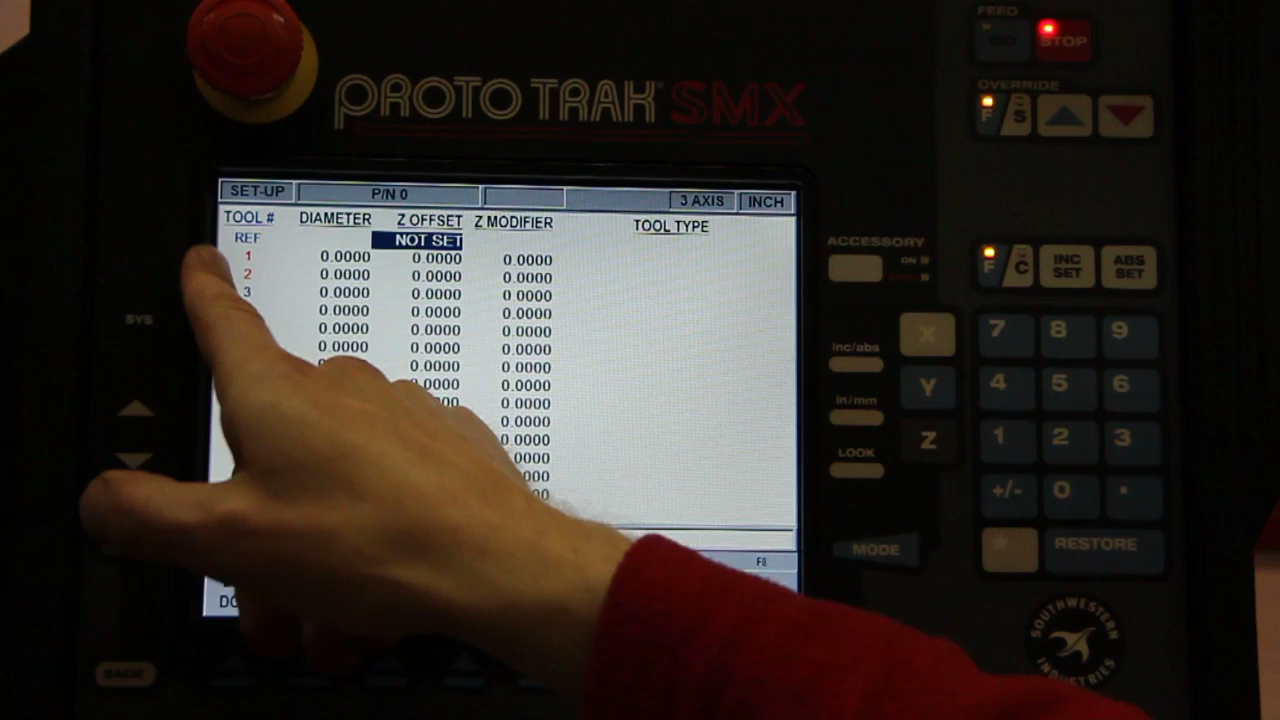 FEED
GO STOP
OVERRIDE
F S
PROTO TRAK® SMX
SET-UP P/N 0 3 AXIS INCH
TOOL # DIAMETER Z OFFSET Z MODIFIER TOOL TYPE
REF NOT SET
1 0.0000 0.0000 0.0000
2 0.0000 0.0000 0.0000
3 0.0000 0.0000 0.0000
0.0000 0.0000 0.0000
0.0000 0.0000 0.0000
0.0000 0.0000 0.0000
0.0000 0.0000
0.0000 0.0000
0.0000
0.0000
0.0000
ACCESSORY
ON
F C INC SET ABS SET
SYS
inc/abs
in/mm
LOOK
X 7 8 9
Y 4 5 6
Z 1 2 3
+/- 0 .
MODE RESTORE
F8
BACK
SOUTHWESTERN INDUSTRIES